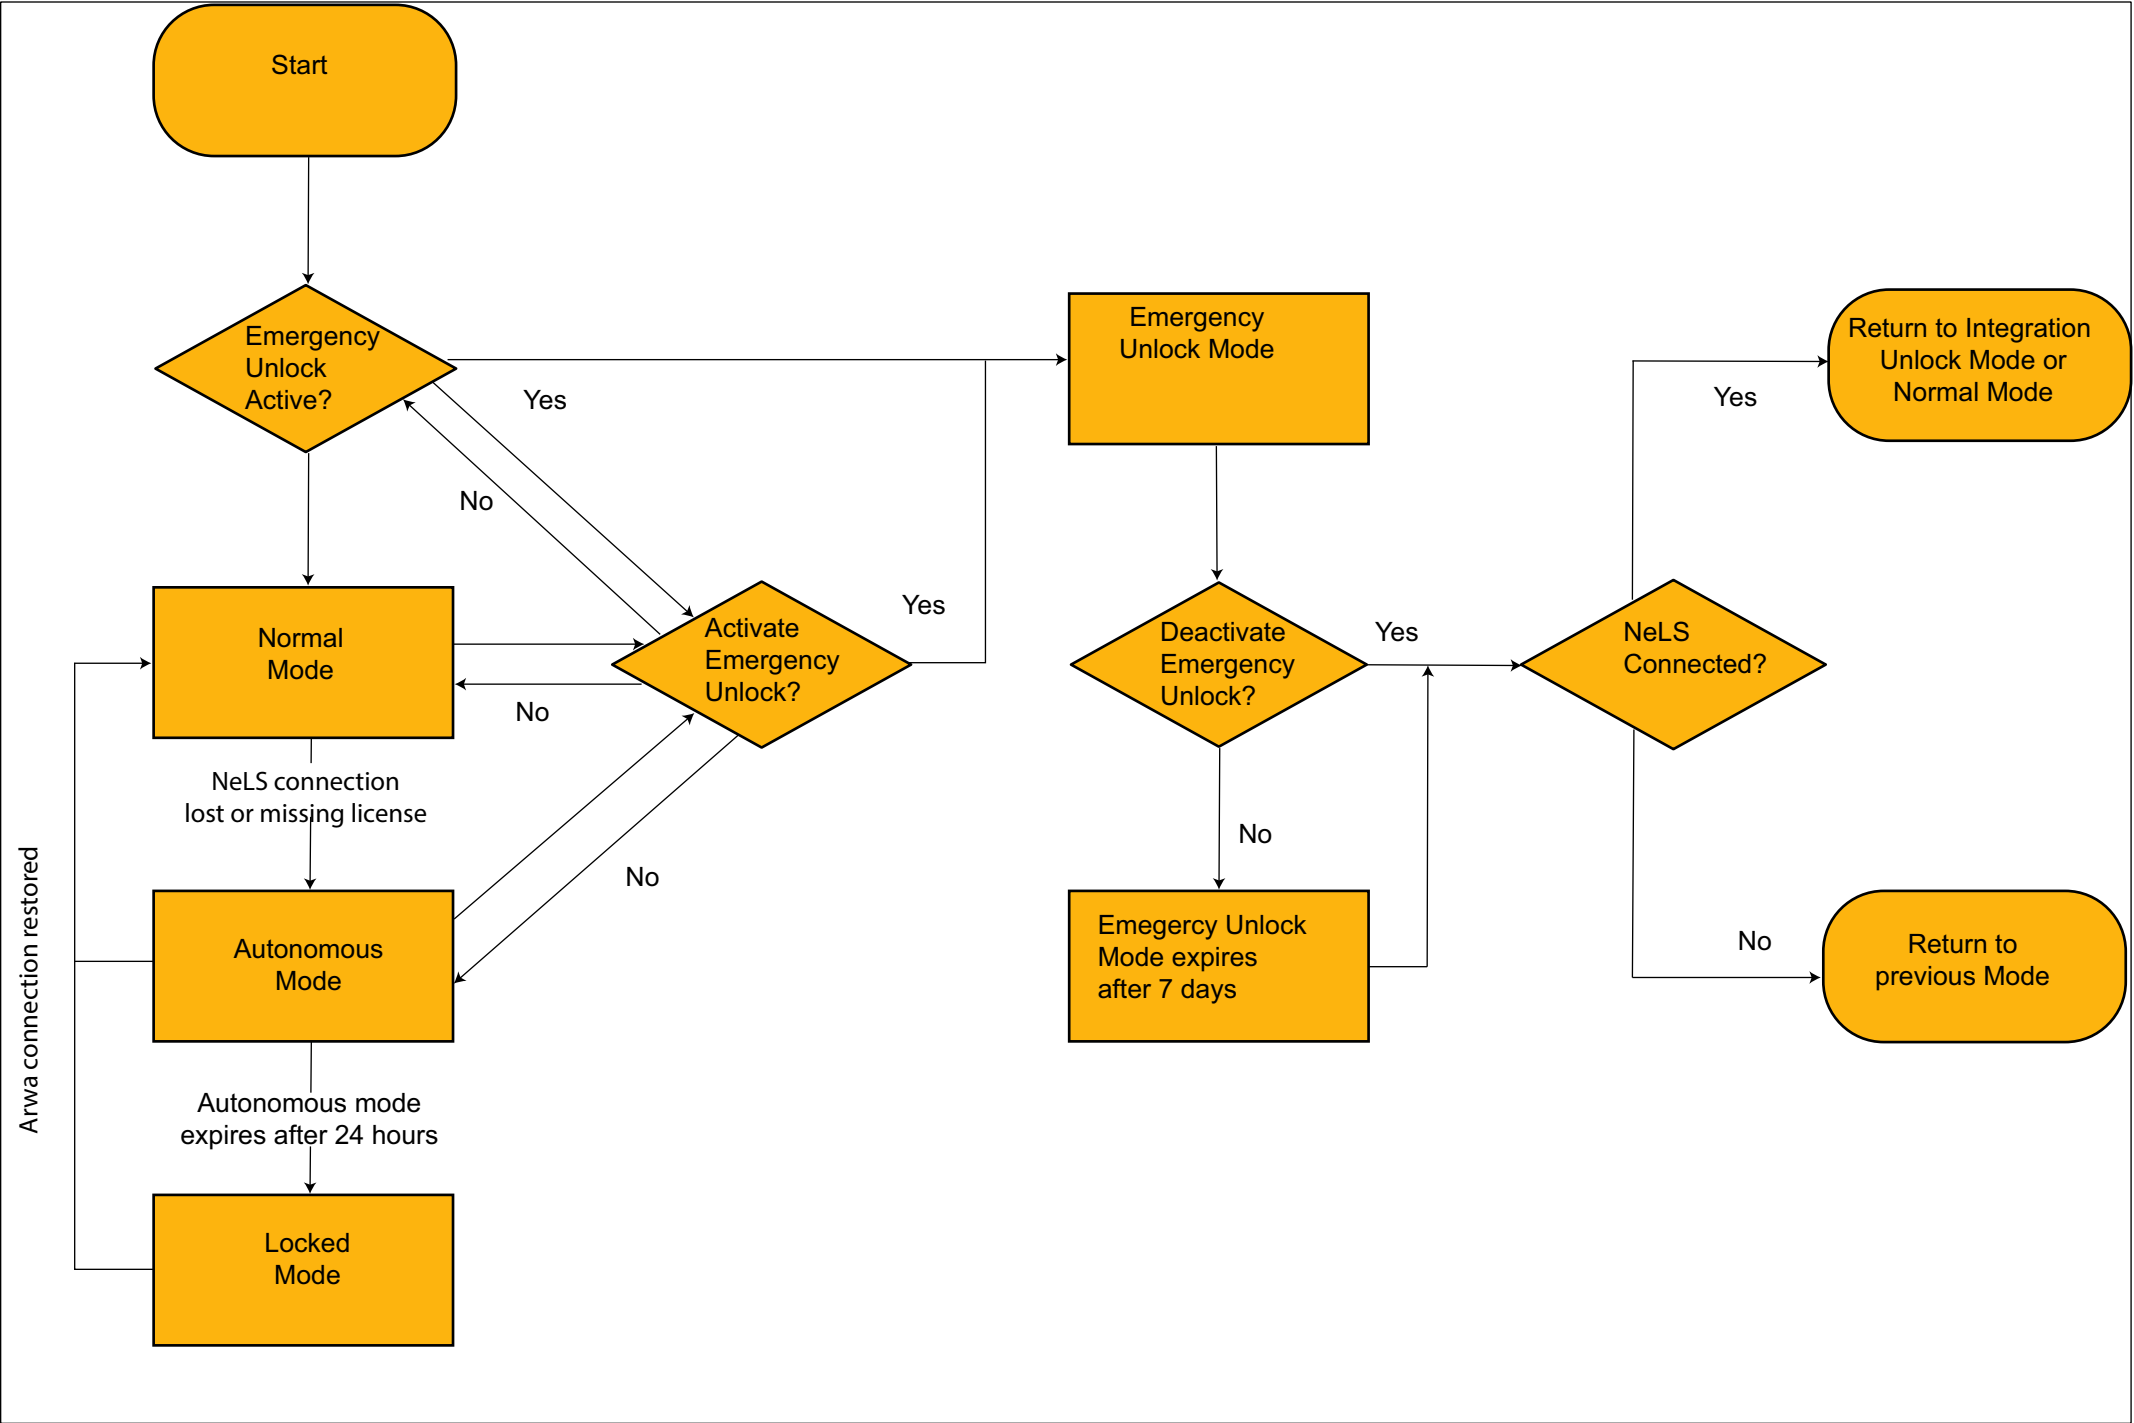 Start
Emergency
Unlock
Active?
Yes
No
Emergency
Unlock Mode
Return to Integration
Unlock Mode or
Normal Mode
Yes
Normal
Mode
No
Activate
Emergency
Unlock?
Yes
Deactivate
Emergency
Unlock?
Yes
NeLS
Connected?
NeLS connection
lost or missing license
No
No
Arwa connection restored
Autonomous
Mode
Emegercy Unlock
Mode expires
after 7 days
No
Return to
previous Mode
Autonomous mode
expires after 24 hours
Locked
Mode